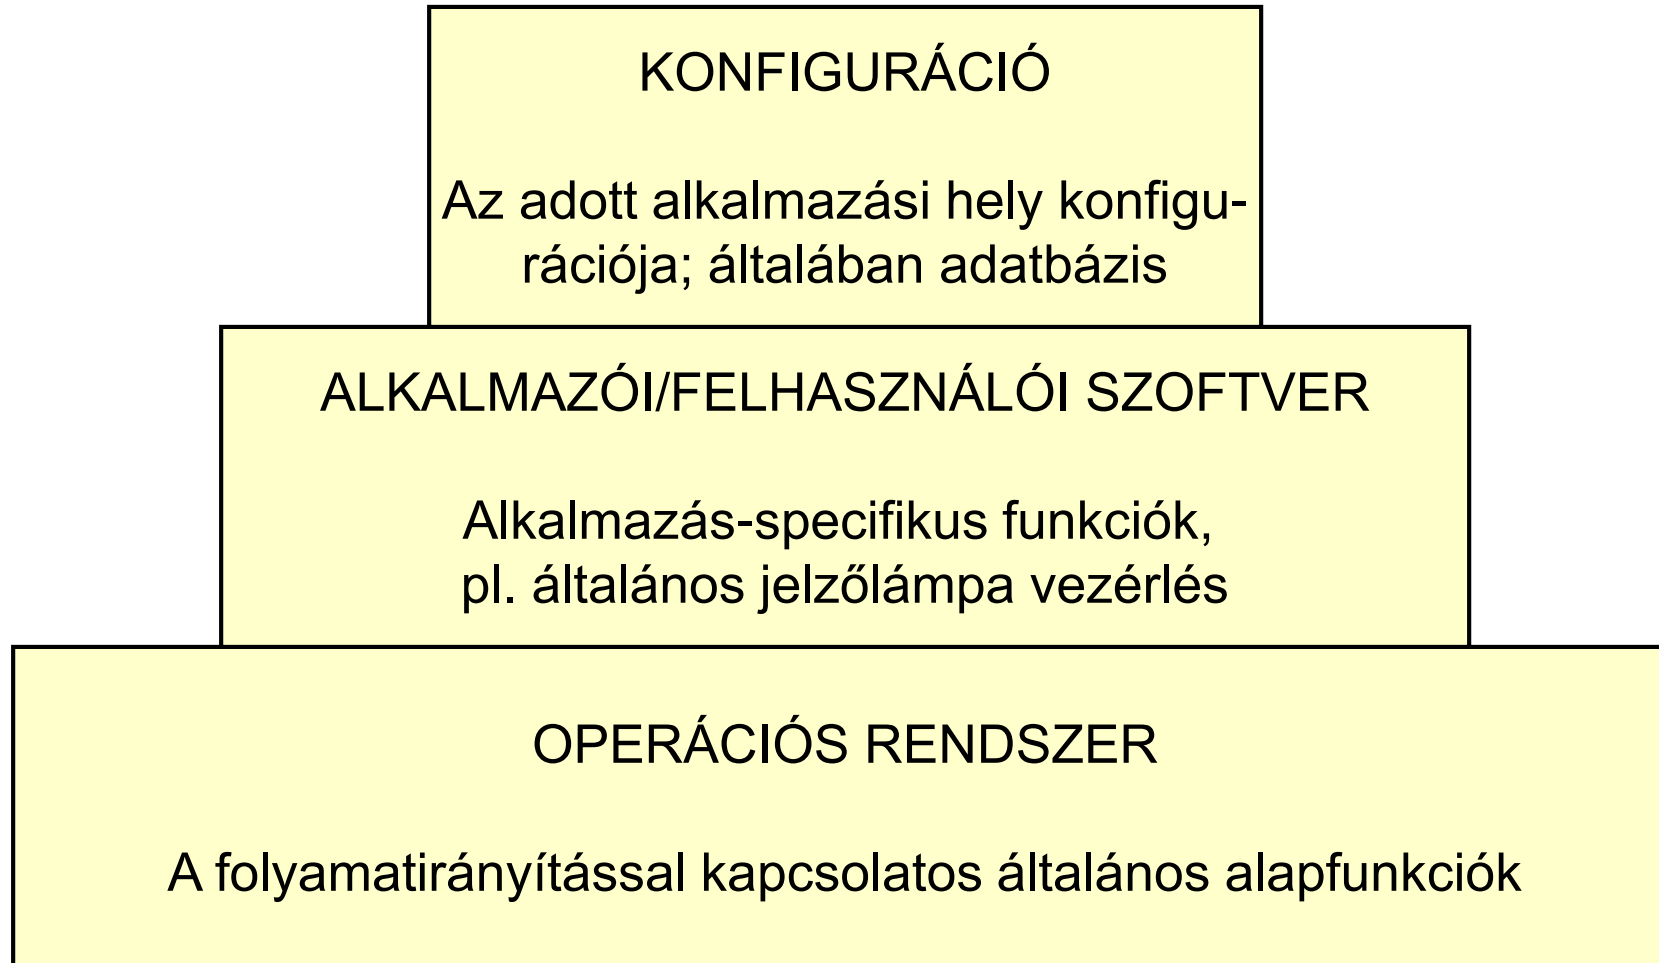 KONFIGURÁCIÓ
Az adott alkalmazási hely konfigu-
rációja; általában adatbázis
ALKALMAZÓI/FELHASZNÁLÓI SZOFTVER
Alkalmazás-specifikus funkciók,
pl. általános jelzőlámpa vezérlés
OPERÁCIÓS RENDSZER
A folyamatirányítással kapcsolatos általános alapfunkciók